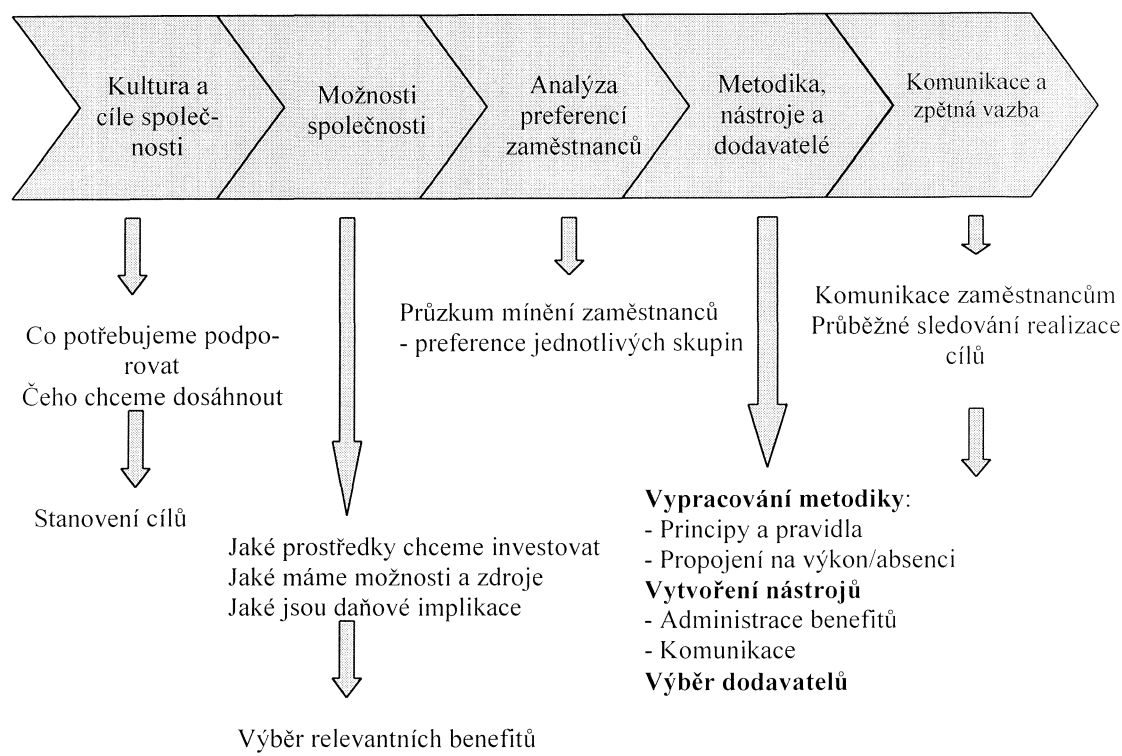 Kultura a
cíle společ-
nosti
Možnosti
společnosti
Analýza
preferencí
zaměstnanců
Metodika,
nástroje a
dodavatelé
Komunikace a
zpětná vazba
Co potřebujeme podpo-
rovat
Čeho chceme dosáhnout
Stanovení cílů
Jaké prostředky chceme investovat
Jaké máme možnosti a zdroje
Jaké jsou daňové implikace
Výběr relevantních benefitů
Průzkum mínění zaměstnanců
- preference jednotlivých skupin
Vypracování metodiky:
- Principy a pravidla
- Propojení na výkon/absenci
Vytvoření nástrojů
- Administrace benefitů
- Komunikace
Výběr dodavatelů
Komunikace zaměstnancům
Průběžné sledování realizace
cílů